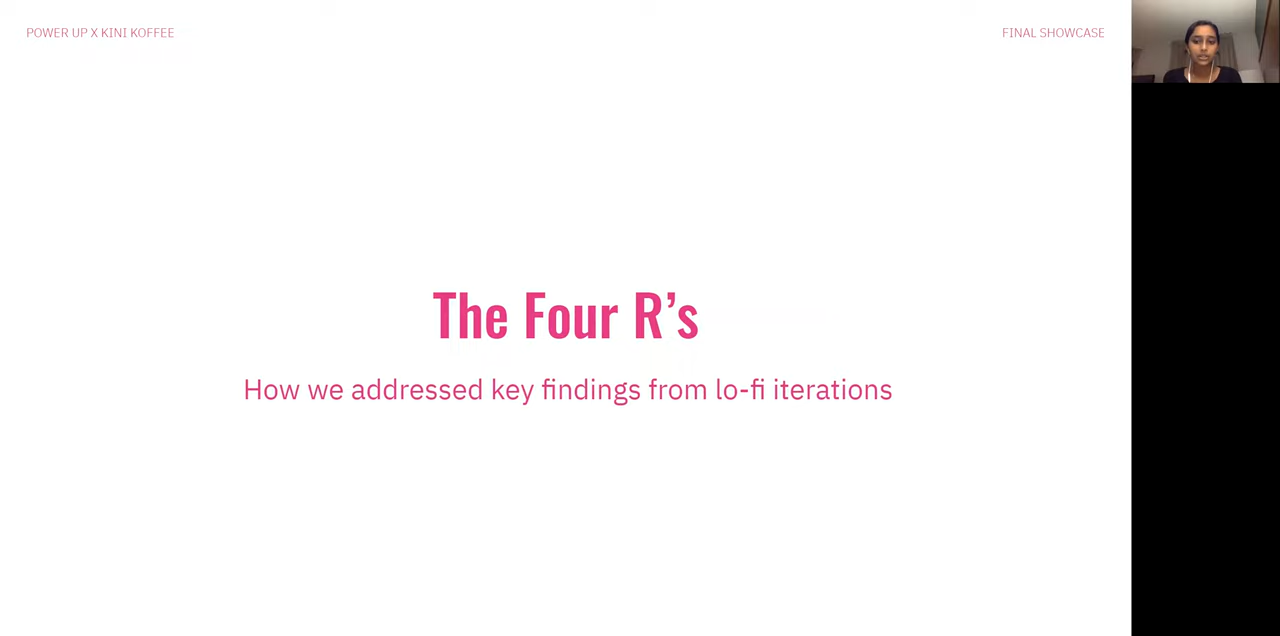 POWER UP X KINI KOFFEE
FINAL SHOWCASE
The Four R’s
How we addressed key findings from lo-fi iterations